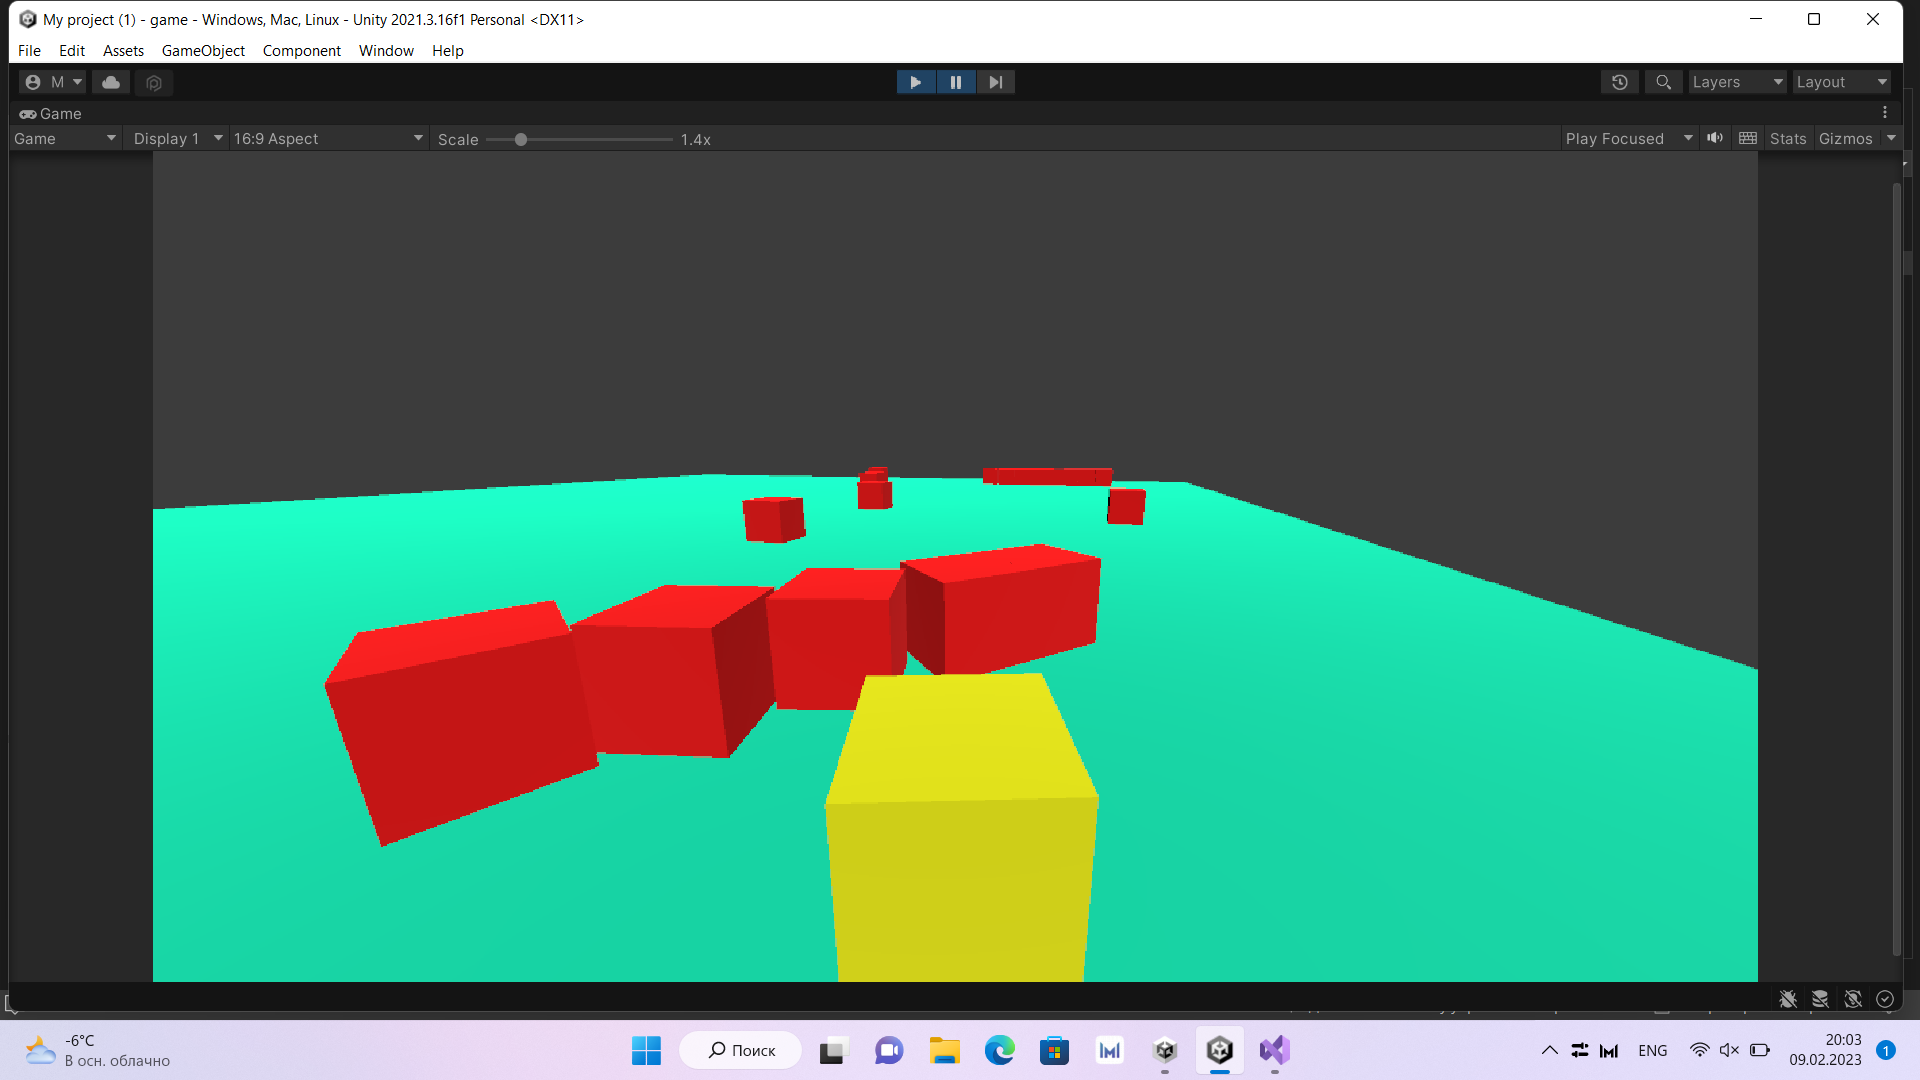 My project (1) - game - Windows, Mac, Linux - Unity 2021.3.16f1 Personal <DX11>
File Edit Assets GameObject Component Window Help
M Layers Layout
Game
Game Display 1 16:9 Aspect Scale 1.4x Play Focused Stats Gizmos
-6°C
В осн. облачно
Поиск
ENG
20:03
09.02.2023
1